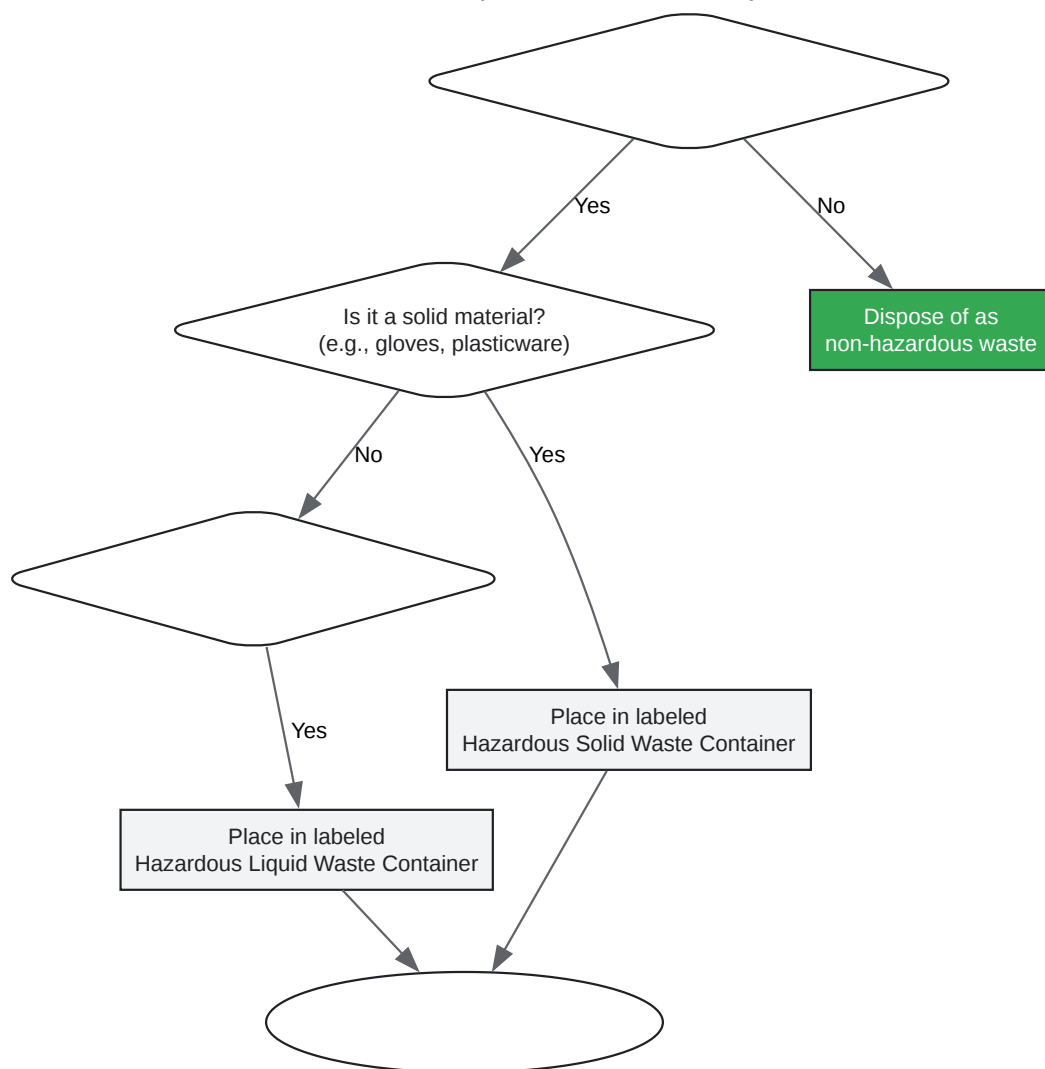 Yes
No
Is it a solid material?
(e.g., gloves, plasticware)
Dispose of as
non-hazardous waste
No
Yes
Place in labeled
Hazardous Solid Waste Container
Yes
Place in labeled
Hazardous Liquid Waste Container